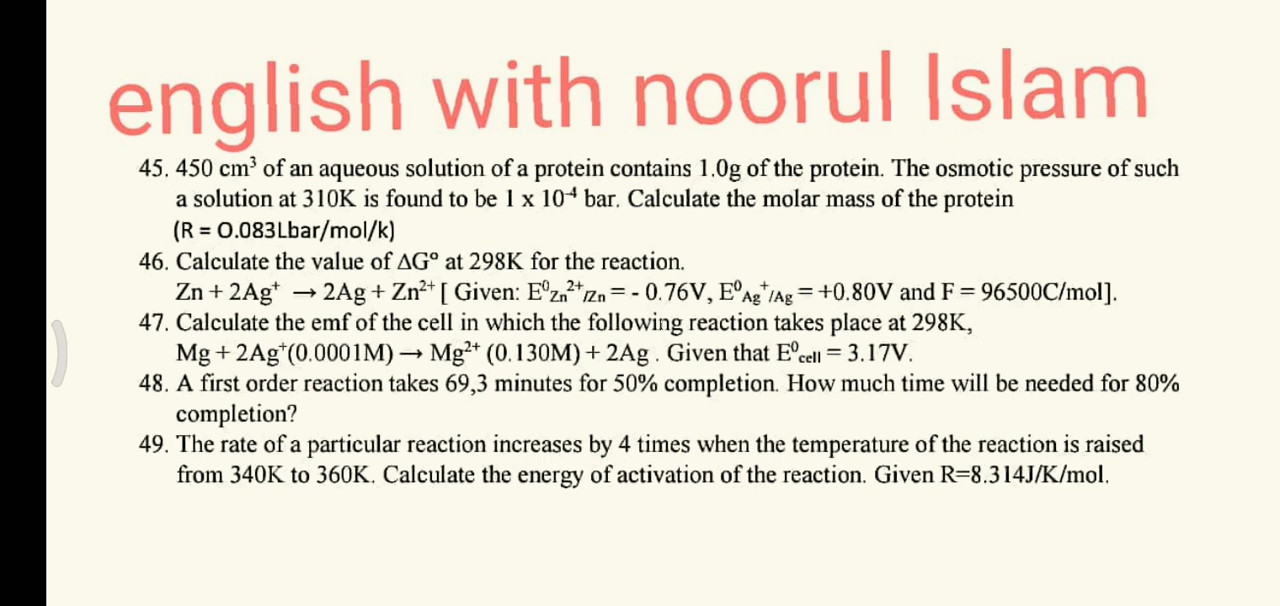 english with noorul Islam
45. 450 cm³ of an aqueous solution of a protein contains 1.0g of the protein. The osmotic pressure of such
a solution at 310K is found to be 1 x 10⁻⁴ bar. Calculate the molar mass of the protein
(R = 0.083Lbar/mol/k)
46. Calculate the value of ΔG° at 298K for the reaction.
Zn + 2Ag⁺ → 2Ag + Zn²⁺ [ Given: E⁰Zn²⁺/Zn = - 0.76V, E⁰Ag⁺/Ag = +0.80V and F = 96500C/mol].
47. Calculate the emf of the cell in which the following reaction takes place at 298K,
Mg + 2Ag⁺(0.0001M) → Mg²⁺ (0.130M) + 2Ag . Given that E⁰cell = 3.17V.
48. A first order reaction takes 69,3 minutes for 50% completion. How much time will be needed for 80%
completion?
49. The rate of a particular reaction increases by 4 times when the temperature of the reaction is raised
from 340K to 360K. Calculate the energy of activation of the reaction. Given R=8.314J/K/mol.